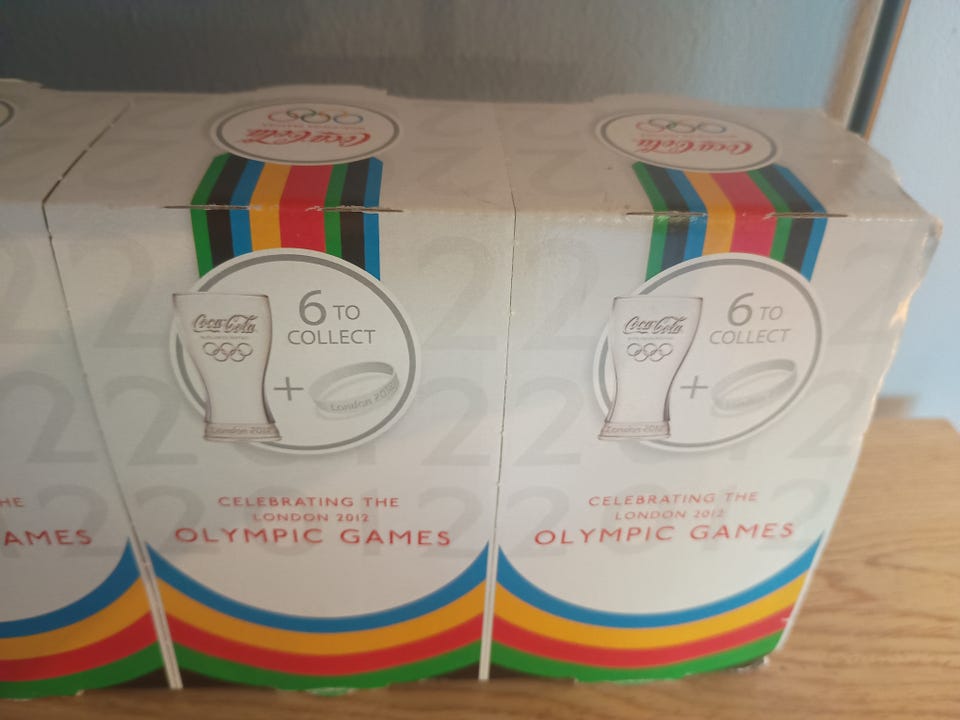 Coca-Cola
Coca-Cola
6 TO
COLLECT
Coca-Cola
London 2012
London 2012
CELEBRATING THE
LONDON 2012
OLYMPIC GAMES
6 TO
COLLECT
Coca-Cola
London 2012
CELEBRATING THE
LONDON 2012
OLYMPIC GAMES
HE
AMES